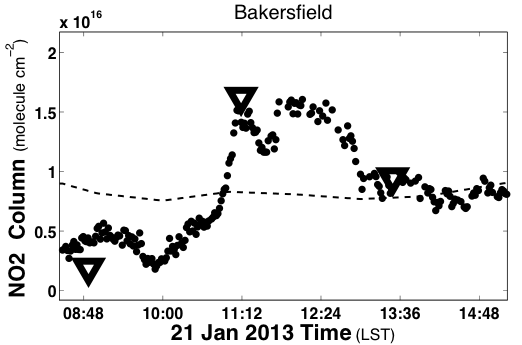 Bakersfield
x 10^16
2
1.5
1
0.5
0
NO2 Column (molecule cm^−2)
08:48 10:00 11:12 12:24 13:36 14:48
21 Jan 2013 Time (LST)